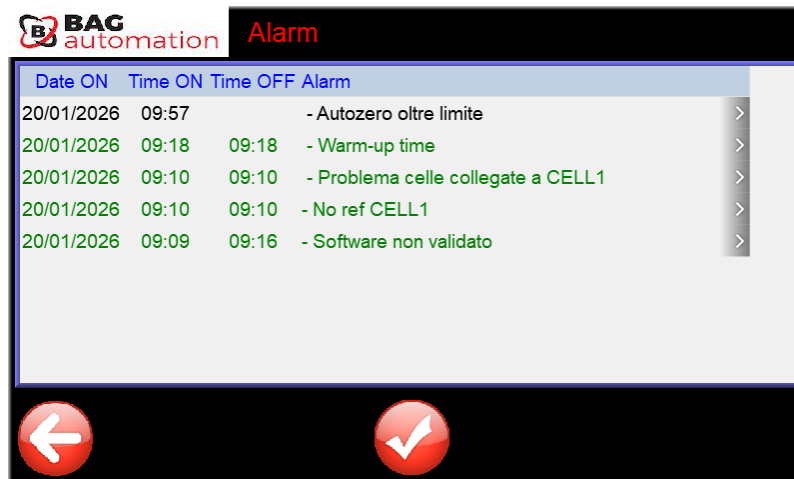 BAG
automation
Alarm
Date ON Time ON Time OFF Alarm
20/01/2026 09:57 - Autozero oltre limite
20/01/2026 09:18 09:18 - Warm-up time
20/01/2026 09:10 09:10 - Problema celle collegate a CELL1
20/01/2026 09:10 09:10 - No ref CELL1
20/01/2026 09:09 09:16 - Software non validato